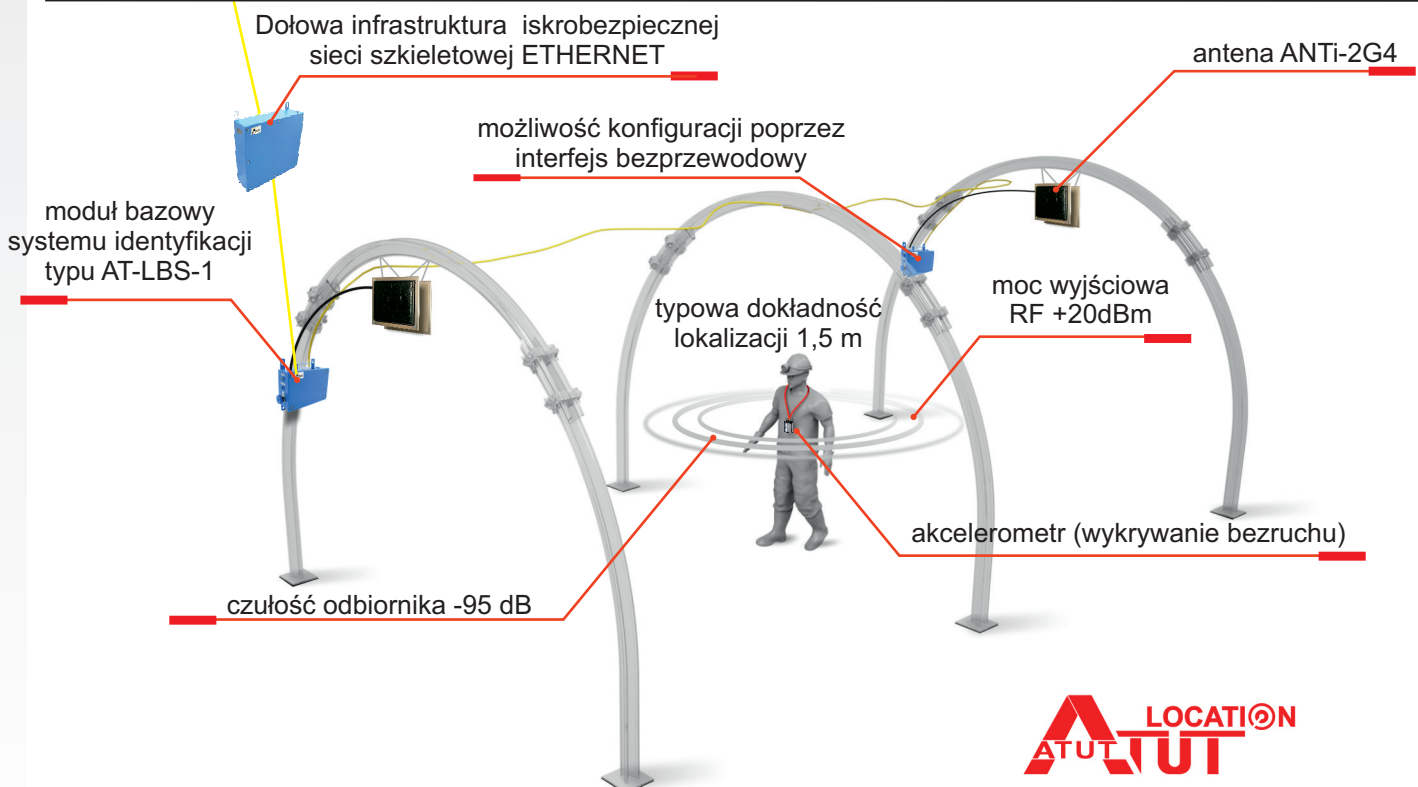 Dołowa infrastruktura iskrobezpiecznej
sieci szkieletowej ETHERNET
antena ANTi-2G4
możliwość konfiguracji poprzez
interfejs bezprzewodowy
moduł bazowy
systemu identyfikacji
typu AT-LBS-1
typowa dokładność
lokalizacji 1,5 m
moc wyjściowa
RF +20dBm
akcelerometr (wykrywanie bezruchu)
czułość odbiornika -95 dB
LOCATION
ATUT
ATUT